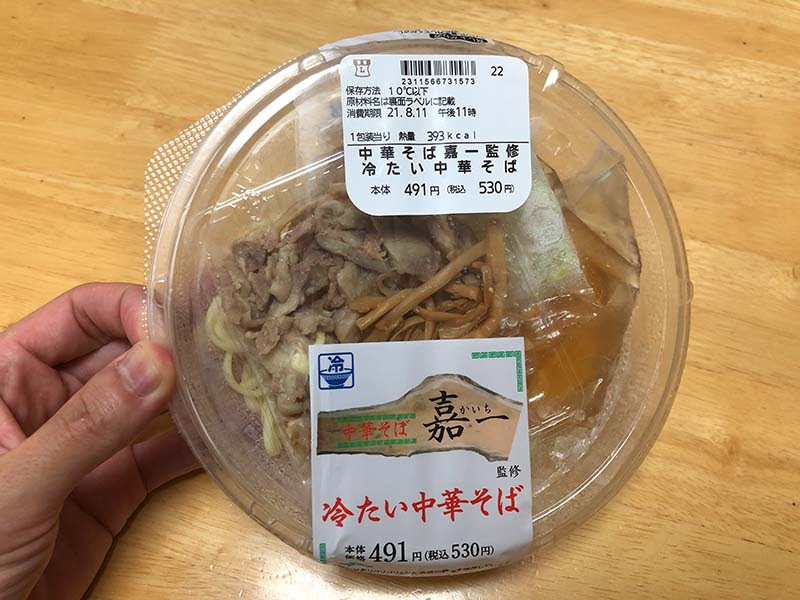 L
22
2311566731573
保存方法 10℃以下
原材料名は裏面ラベルに記載
消費期限 21.8.11 午後11時
1包装当り 熱量 393kcal
中華そば嘉一監修
冷たい中華そば
本体 491円 (税込 530円)
冷
嘉一
かいち
中華そば
監修
冷たい中華そば
本体価格 491円(税込530円)